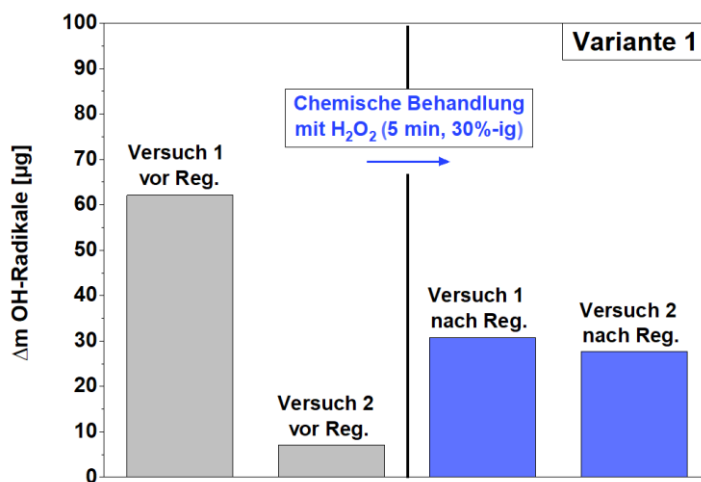 Variante 1
Chemische Behandlung
mit H₂O₂ (5 min, 30%-ig)
Δm OH-Radikale [µg]
100
90
80
70
60
50
40
30
20
10
0
Versuch 1
vor Reg.
Versuch 2
vor Reg.
Versuch 1
nach Reg.
Versuch 2
nach Reg.